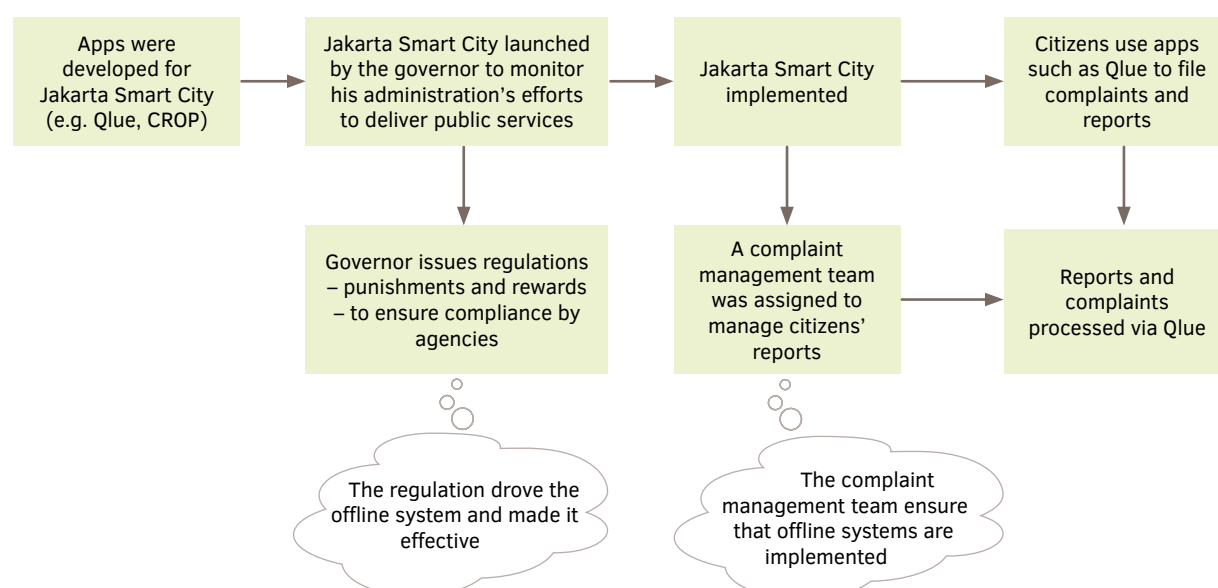 Apps were
developed for
Jakarta Smart City
(e.g. Qlue, CROP)
Jakarta Smart City launched
by the governor to monitor
his administration’s efforts
to deliver public services
Jakarta Smart City
implemented
Citizens use apps
such as Qlue to file
complaints and
reports
Governor issues regulations
– punishments and rewards
– to ensure compliance by
agencies
A complaint
management team
was assigned to
manage citizens’
reports
Reports and
complaints
processed via Qlue
The regulation drove the
offline system and made it
effective
The complaint
management team ensure
that offline systems are
implemented